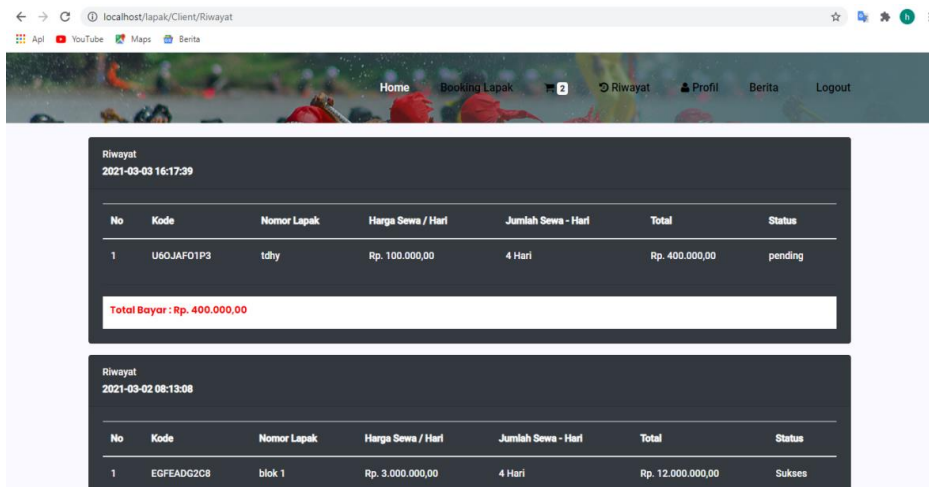 localhost/lapak/Client/Riwayat
h
Apl YouTube Maps Berita
Home Booking Lapak 2 Riwayat Profil Berita Logout
Riwayat
2021-03-03 16:17:39
No Kode Nomor Lapak Harga Sewa / Hari Jumlah Sewa - Hari Total Status
1 U6OJAFO1P3 tdhy Rp. 100.000,00 4 Hari Rp. 400.000,00 pending
Total Bayar : Rp. 400.000,00
Riwayat
2021-03-02 08:13:08
No Kode Nomor Lapak Harga Sewa / Hari Jumlah Sewa - Hari Total Status
1 EGFEADG2C8 blok 1 Rp. 3.000.000,00 4 Hari Rp. 12.000.000,00 Sukses